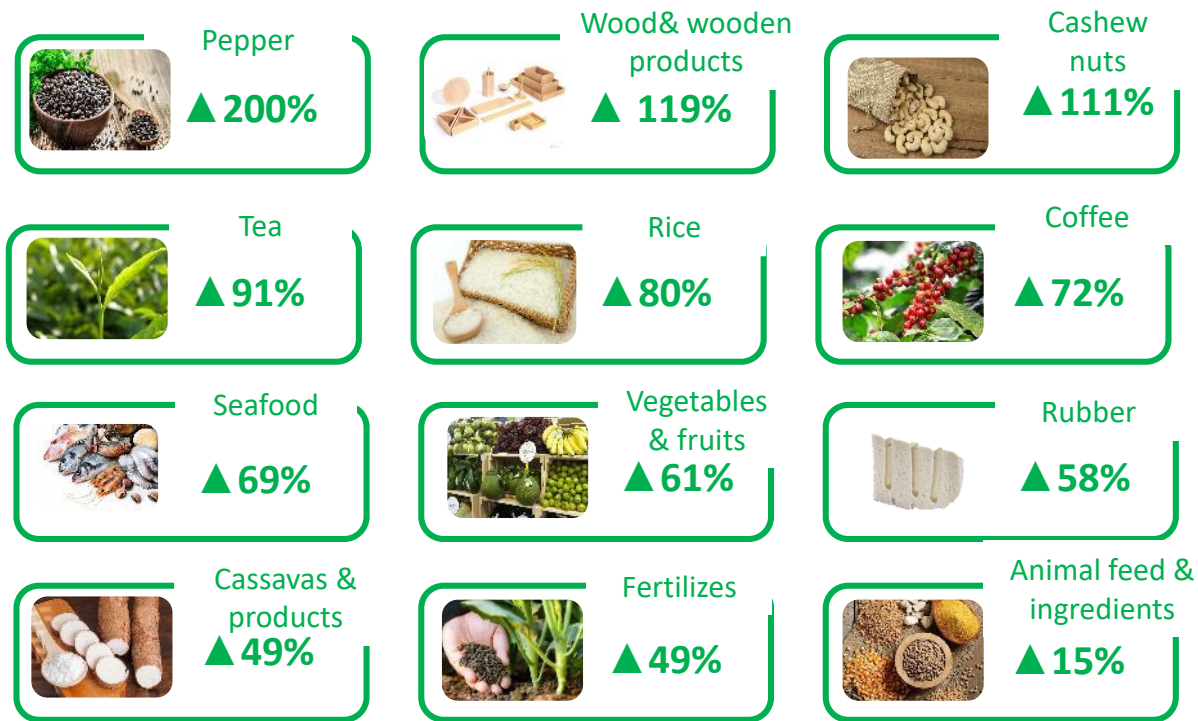 Pepper
▲200%
Wood& wooden
products
▲ 119%
Cashew
nuts
▲111%
Tea
▲91%
Rice
▲80%
Coffee
▲72%
Seafood
▲69%
Vegetables
& fruits
▲61%
Rubber
▲58%
Cassavas &
products
▲49%
Fertilizes
▲49%
Animal feed &
ingredients
▲15%